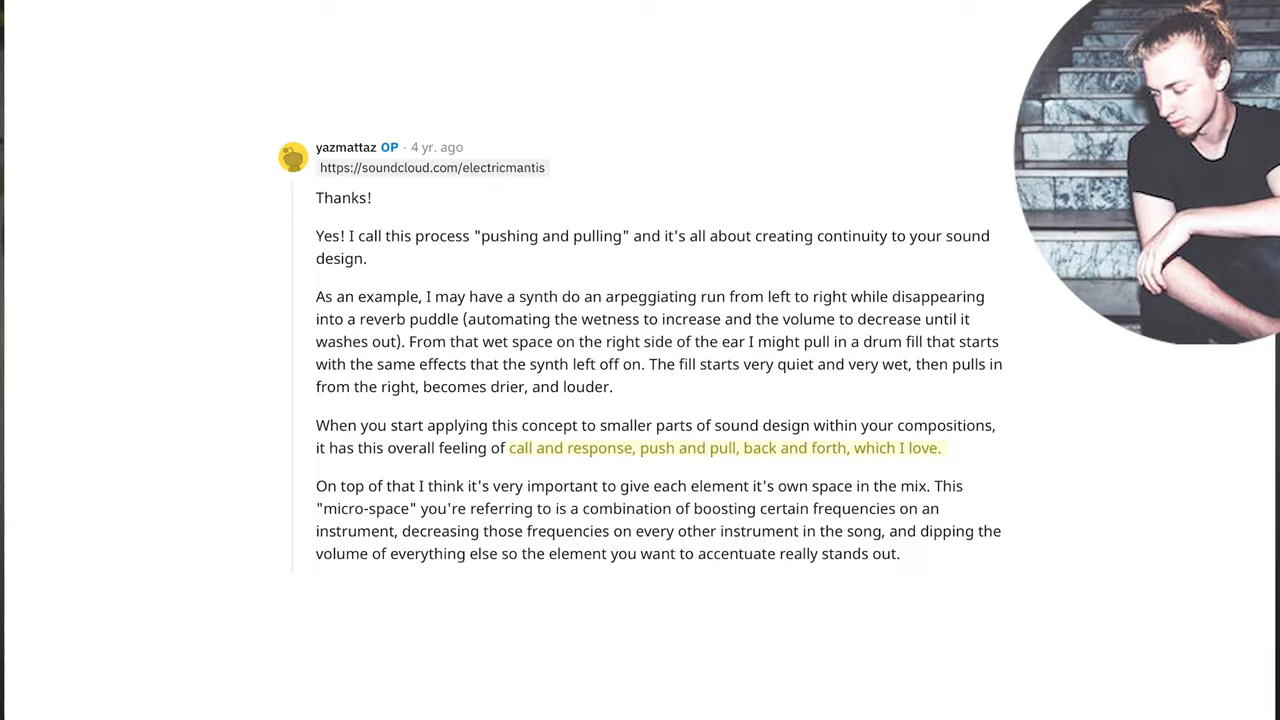 yazmattaz OP · 4 yr. ago
https://soundcloud.com/electricmantis
Thanks!
Yes! I call this process "pushing and pulling" and it's all about creating continuity to your sound
design.
As an example, I may have a synth do an arpeggiating run from left to right while disappearing
into a reverb puddle (automating the wetness to increase and the volume to decrease until it
washes out). From that wet space on the right side of the ear I might pull in a drum fill that starts
with the same effects that the synth left off on. The fill starts very quiet and very wet, then pulls in
from the right, becomes drier, and louder.
When you start applying this concept to smaller parts of sound design within your compositions,
it has this overall feeling of call and response, push and pull, back and forth, which I love.
On top of that I think it's very important to give each element it's own space in the mix. This
"micro-space" you're referring to is a combination of boosting certain frequencies on an
instrument, decreasing those frequencies on every other instrument in the song, and dipping the
volume of everything else so the element you want to accentuate really stands out.